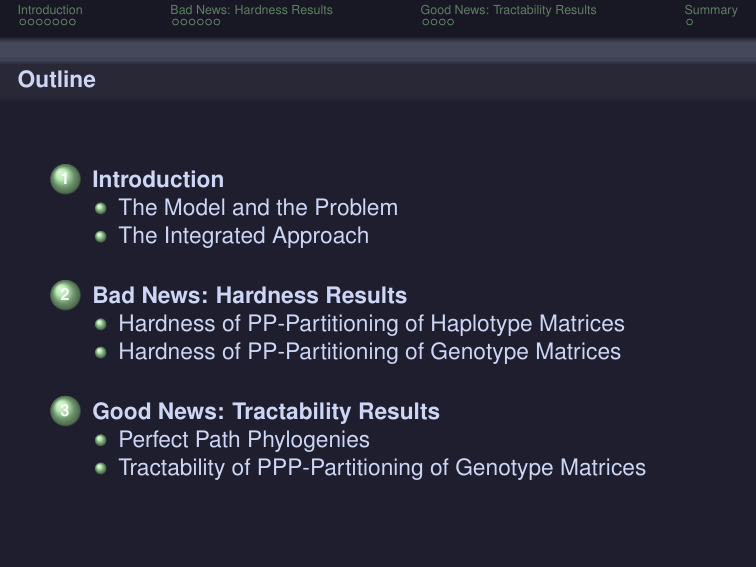 Introduction Bad News: Hardness Results Good News: Tractability Results Summary
Outline
1 Introduction
The Model and the Problem
The Integrated Approach
2 Bad News: Hardness Results
Hardness of PP-Partitioning of Haplotype Matrices
Hardness of PP-Partitioning of Genotype Matrices
3 Good News: Tractability Results
Perfect Path Phylogenies
Tractability of PPP-Partitioning of Genotype Matrices